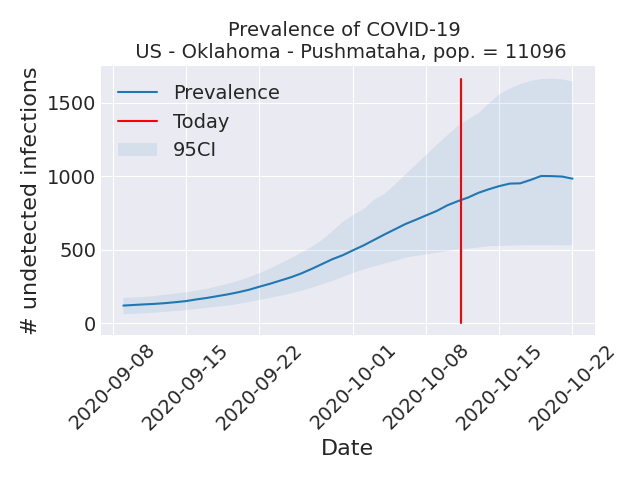 Prevalence of COVID-19
US - Oklahoma - Pushmataha, pop. = 11096
# undetected infections
1500
1000
500
0
Prevalence
Today
95CI
2020-09-08
2020-09-15
2020-09-22
2020-10-01
2020-10-08
2020-10-15
2020-10-22
Date